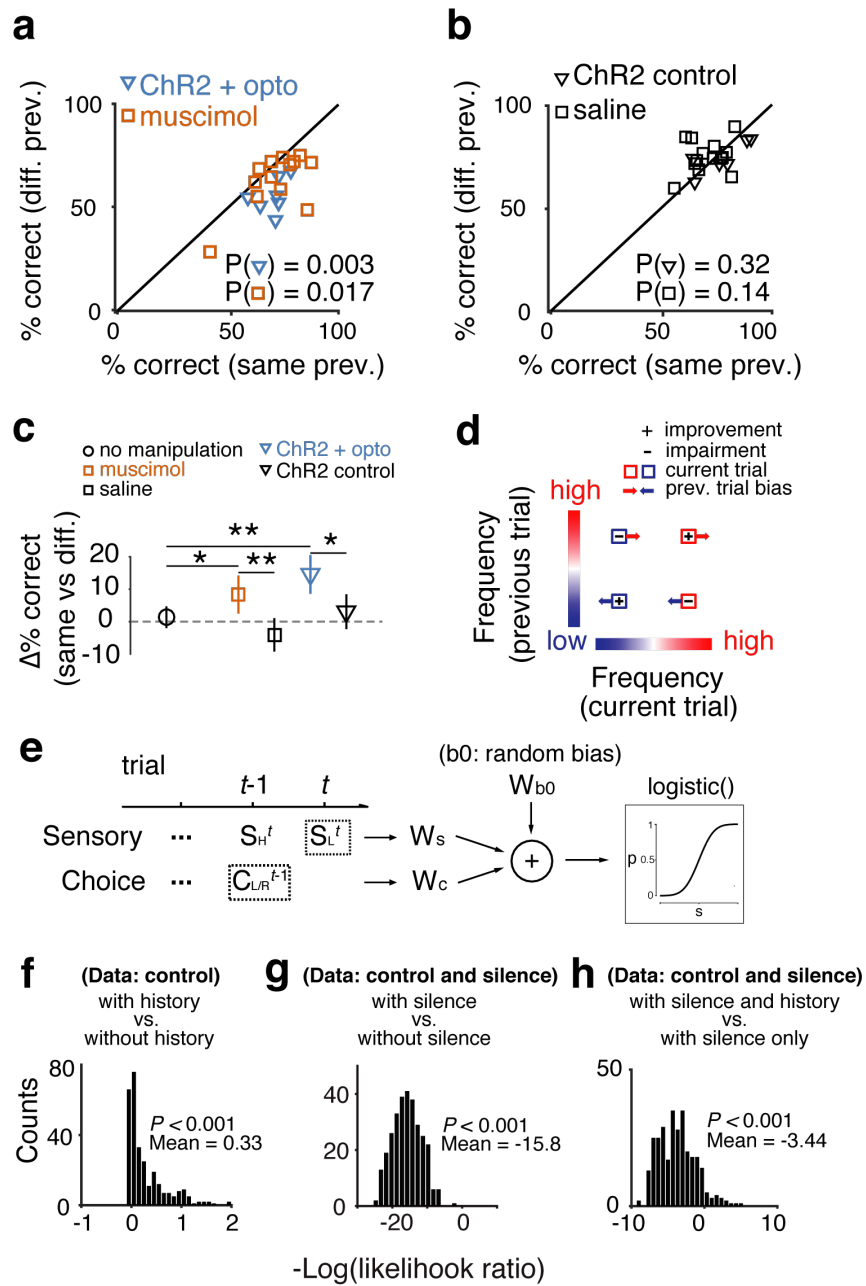 a
ChR2 + opto
muscimol
% correct (diff. prev.)
100
50
0
P(▽) = 0.003
P(□) = 0.017
0
50
100
% correct (same prev.)
b
ChR2 control
saline
% correct (diff. prev.)
100
50
0
P(▽) = 0.32
P(□) = 0.14
0
50
100
% correct (same prev.)
c
no manipulation
muscimol
saline
ChR2 + opto
ChR2 control
Δ% correct
(same vs diff.)
20
10
0
-10
**
*
**
*
d
+ improvement
- impairment
current trial
prev. trial bias
Frequency
(previous trial)
high
low
- +
+ -
high
Frequency
(current trial)
e
trial
t-1 t
Sensory ... S_H^t S_L^t W_s
Choice ... C_L/R^t-1 W_c
(b0: random bias)
W_b0
+
logistic()
1
p 0.5
0
s
f
(Data: control)
with history
vs.
without history
Counts
80
40
0
P < 0.001
Mean = 0.33
-1 0 1 2
g
(Data: control and silence)
with silence
vs.
without silence
40
20
0
P < 0.001
Mean = -15.8
-20 0
h
(Data: control and silence)
with silence and history
vs.
with silence only
50
0
P < 0.001
Mean = -3.44
-10 0 10
-Log(likelihook ratio)